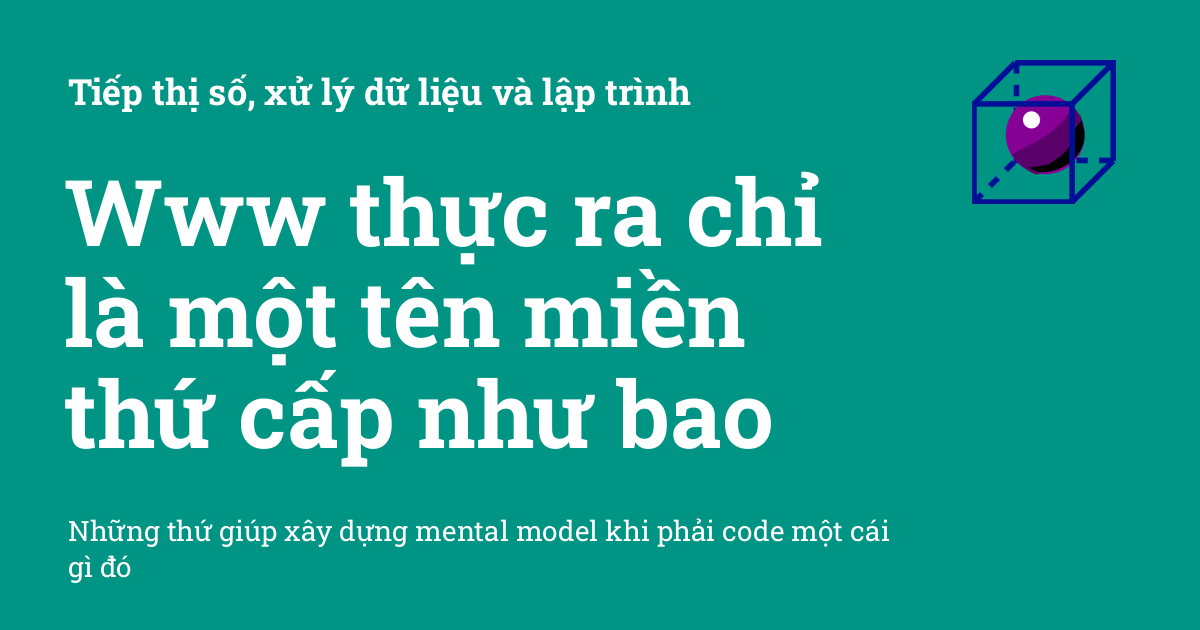 Tiếp thị số, xử lý dữ liệu và lập trình
Www thực ra chỉ
là một tên miền
thứ cấp như bao
Những thứ giúp xây dựng mental model khi phải code một cái
gì đó